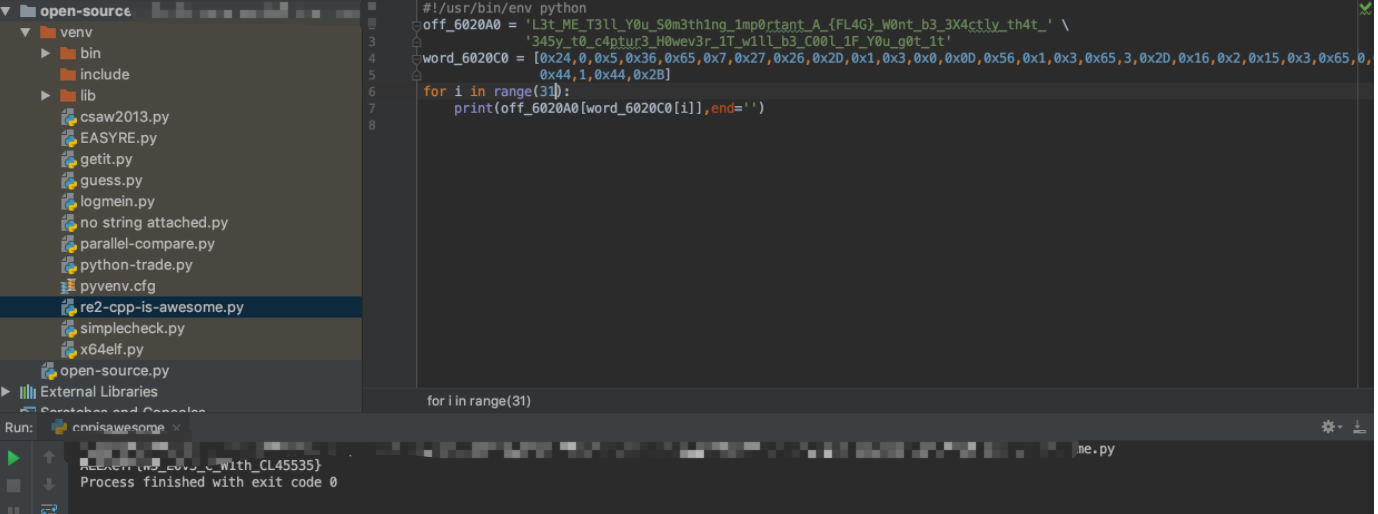 open-source
venv
bin
include
lib
csaw2013.py
EASYRE.py
getit.py
guess.py
logmein.py
no string attached.py
parallel-compare.py
python-trade.py
pyvenv.cfg
re2-cpp-is-awesome.py
simplecheck.py
x64elf.py
open-source.py
External Libraries
Scratches and Consoles
#!/usr/bin/env python
off_6020A0 = 'L3t_ME_T3ll_Y0u_S0m3th1ng_1mp0rtant_A_{FL4G}_W0nt_b3_3X4ctly_th4t_' \
3 '345y_t0_c4ptur3_H0wev3r_1T_w1ll_b3_C00l_1F_Y0u_g0t_1t'
4 word_6020C0 = [0x24,0,0x5,0x36,0x65,0x7,0x27,0x26,0x2D,0x1,0x3,0x0,0x0D,0x56,0x1,0x3,0x65,3,0x2D,0x16,0x2,0x15,0x3,0x65,0,
5 0x44,1,0x44,0x2B]
6 for i in range(31):
7 print(off_6020A0[word_6020C0[i]],end='')
8
for i in range(31)
Run: cppisawesome ×
me.py
Process finished with exit code 0